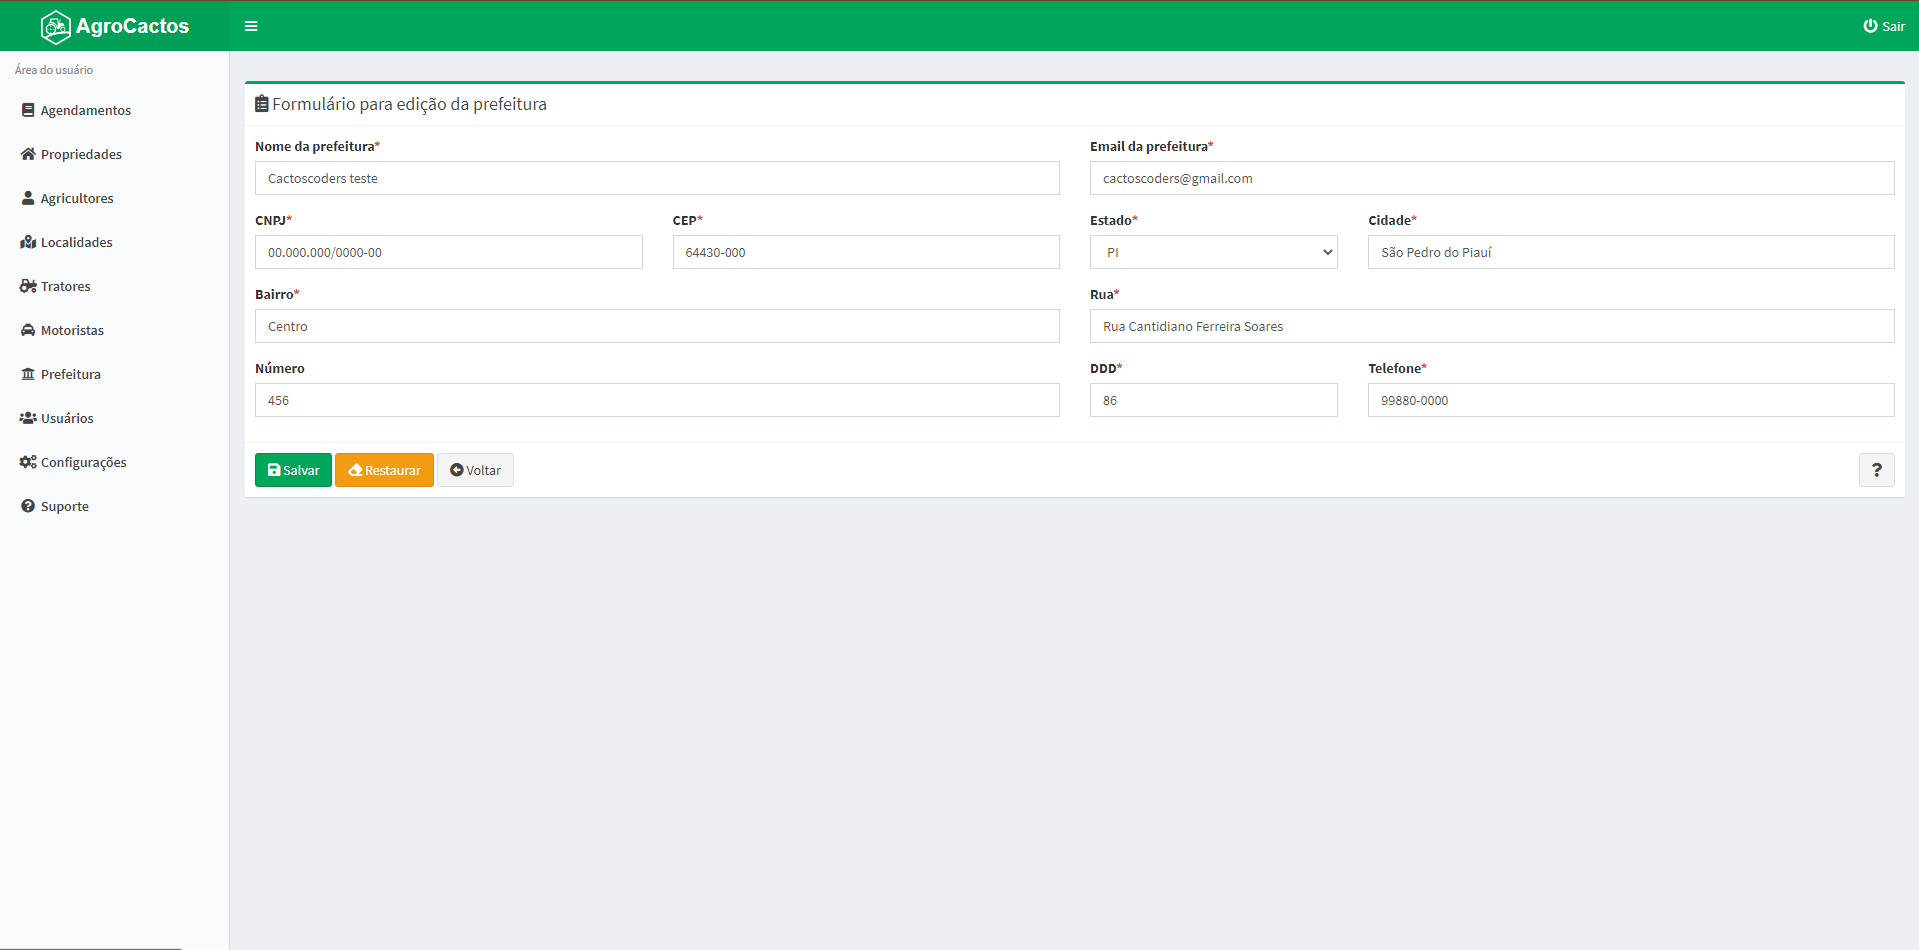 AgroCactos
Sair
Área do usuário
Agendamentos
Propriedades
Agricultores
Localidades
Tratores
Motoristas
Prefeitura
Usuários
Configurações
Suporte
Formulário para edição da prefeitura
Nome da prefeitura* Email da prefeitura*
Cactoscoders teste cactoscoders@gmail.com
CNPJ* CEP* Estado* Cidade*
00.000.000/0000-00 64430-000 PI São Pedro do Piauí
Bairro* Rua*
Centro Rua Cantidiano Ferreira Soares
Número DDD* Telefone*
456 86 99880-0000
Salvar Restaurar Voltar ?